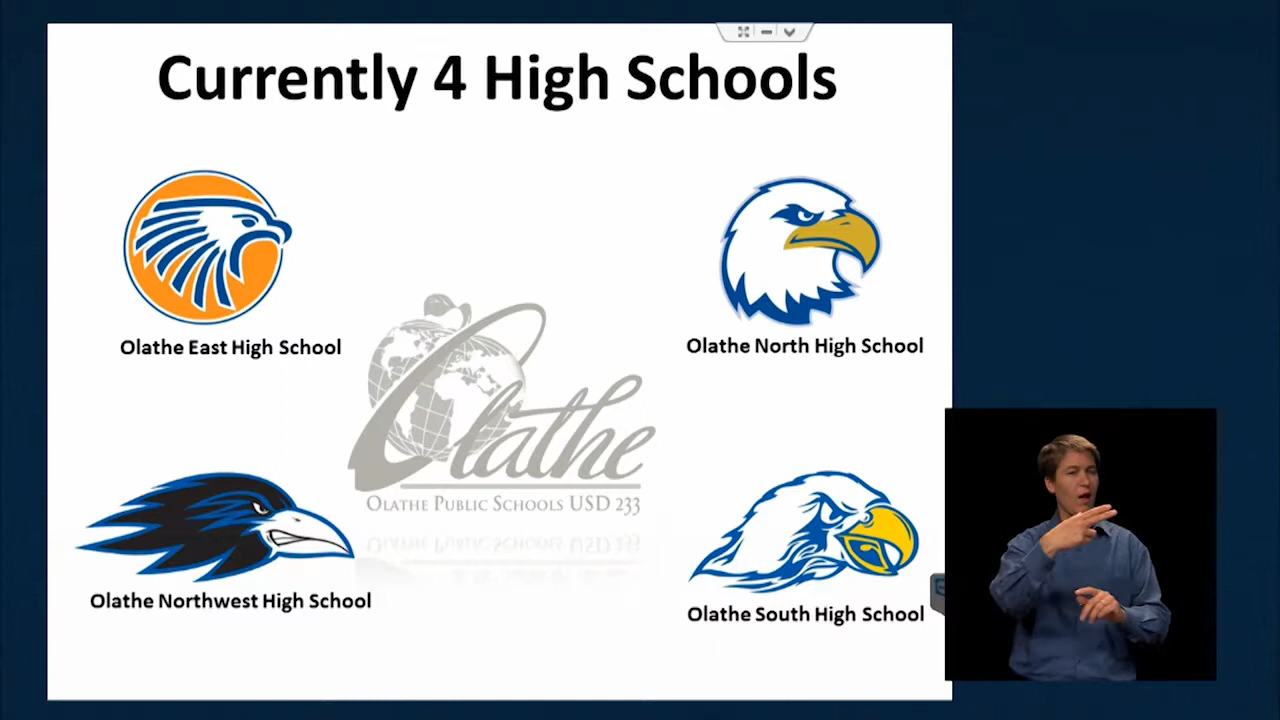 Currently 4 High Schools
Olathe East High School
Olathe North High School
Olathe
OLATHE PUBLIC SCHOOLS USD 233
Olathe Northwest High School
Olathe South High School